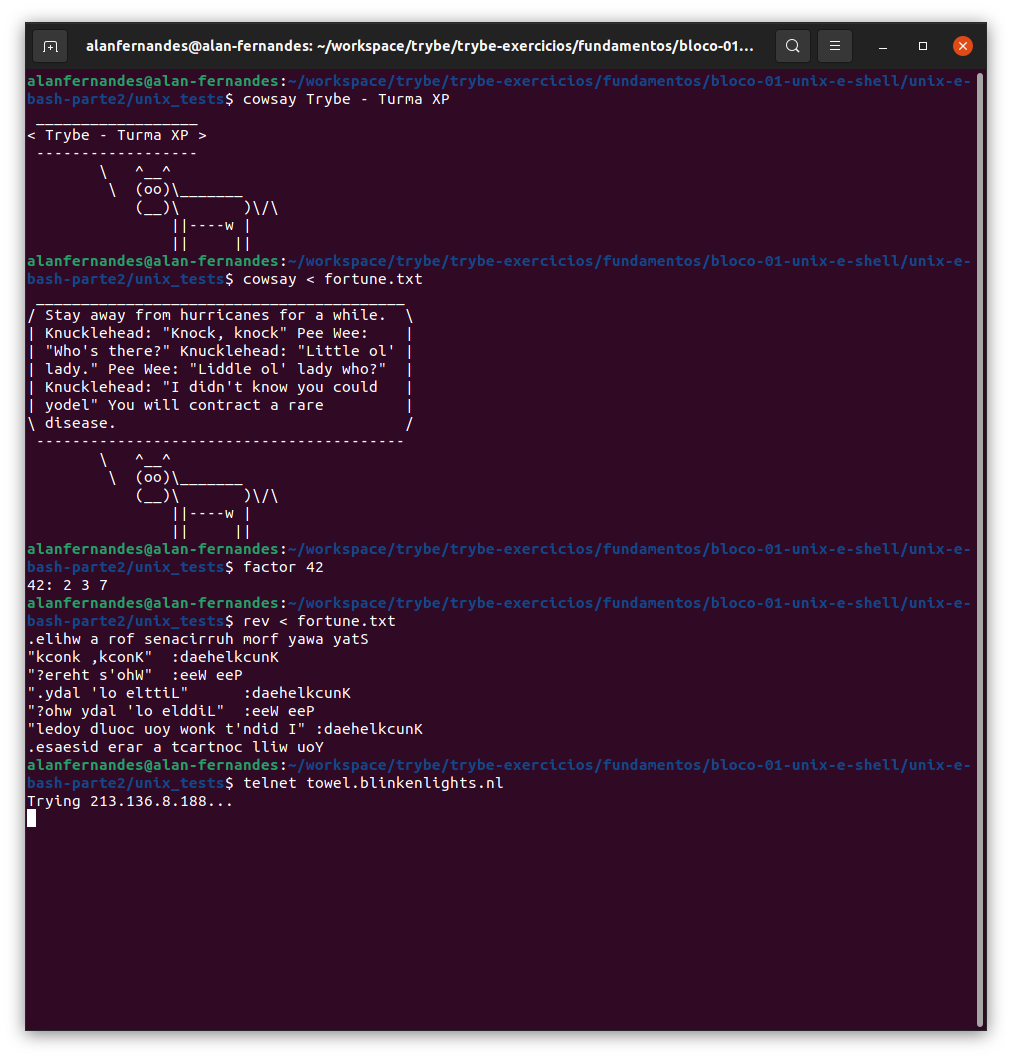 alanfernandes@alan-fernandes: ~/workspace/trybe/trybe-exercicios/fundamentos/bloco-01...
alanfernandes@alan-fernandes:~/workspace/trybe/trybe-exercicios/fundamentos/bloco-01-unix-e-shell/unix-e-
bash-parte2/unix_tests$ cowsay Trybe - Turma XP
 __________________
< Trybe - Turma XP >
 ------------------
        \   ^__^
         \  (oo)\_______
            (__)\       )\/\
                ||----w |
                ||     ||
alanfernandes@alan-fernandes:~/workspace/trybe/trybe-exercicios/fundamentos/bloco-01-unix-e-shell/unix-e-
bash-parte2/unix_tests$ cowsay < fortune.txt
 _________________________________________
/ Stay away from hurricanes for a while.  \
| Knucklehead: "Knock, knock" Pee Wee:    |
| "Who's there?" Knucklehead: "Little ol' |
| lady." Pee Wee: "Liddle ol' lady who?"  |
| Knucklehead: "I didn't know you could   |
| yodel" You will contract a rare         |
\ disease.                                /
 -----------------------------------------
        \   ^__^
         \  (oo)\_______
            (__)\       )\/\
                ||----w |
                ||     ||
alanfernandes@alan-fernandes:~/workspace/trybe/trybe-exercicios/fundamentos/bloco-01-unix-e-shell/unix-e-
bash-parte2/unix_tests$ factor 42
42: 2 3 7
alanfernandes@alan-fernandes:~/workspace/trybe/trybe-exercicios/fundamentos/bloco-01-unix-e-shell/unix-e-
bash-parte2/unix_tests$ rev < fortune.txt
.elihw a rof senacirruh morf yawa yatS
"kconk ,kconK"  :daehelkcunK
"?ereht s'ohW"  :eeW eeP
".ydal 'lo elttiL"      :daehelkcunK
"?ohw ydal 'lo elddiL"  :eeW eeP
"ledoy dluoc uoy wonk t'ndid I" :daehelkcunK
.esaesid erar a tcartnoc lliw uoY
alanfernandes@alan-fernandes:~/workspace/trybe/trybe-exercicios/fundamentos/bloco-01-unix-e-shell/unix-e-
bash-parte2/unix_tests$ telnet towel.blinkenlights.nl
Trying 213.136.8.188...